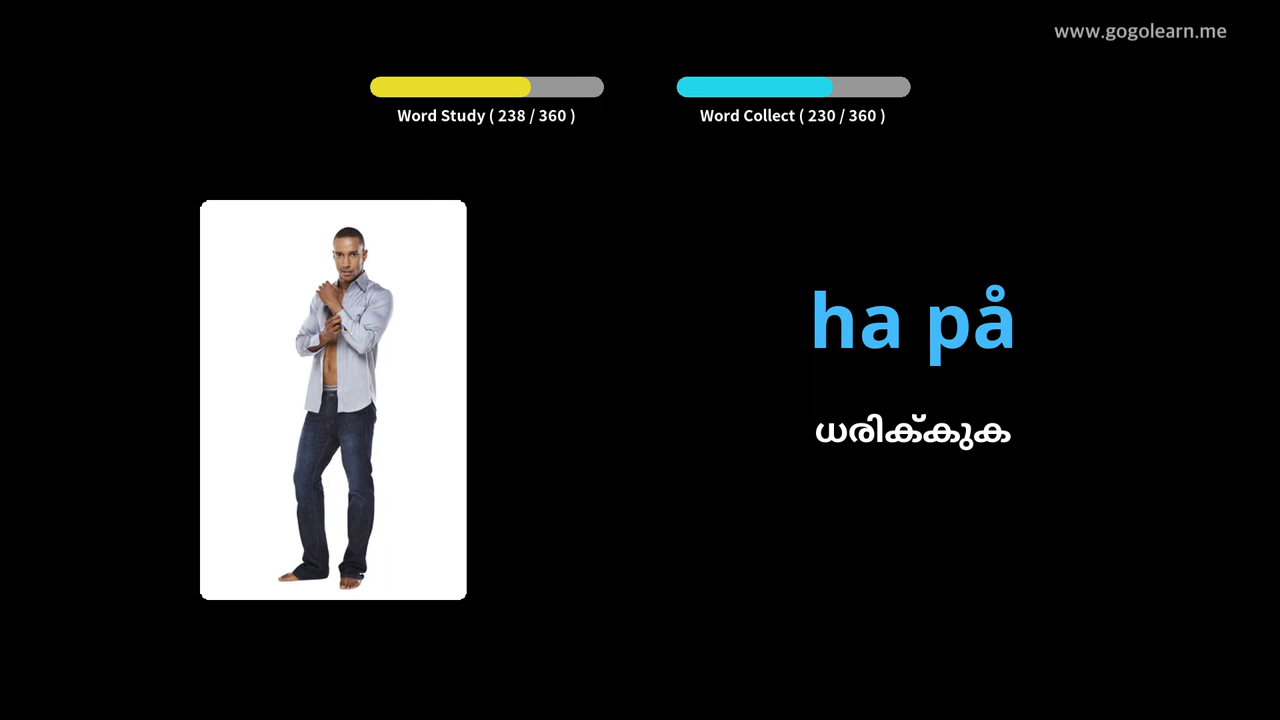 www.gogolearn.me
Word Study ( 238 / 360 )
Word Collect ( 230 / 360 )
ha på
ധരിക്കുക